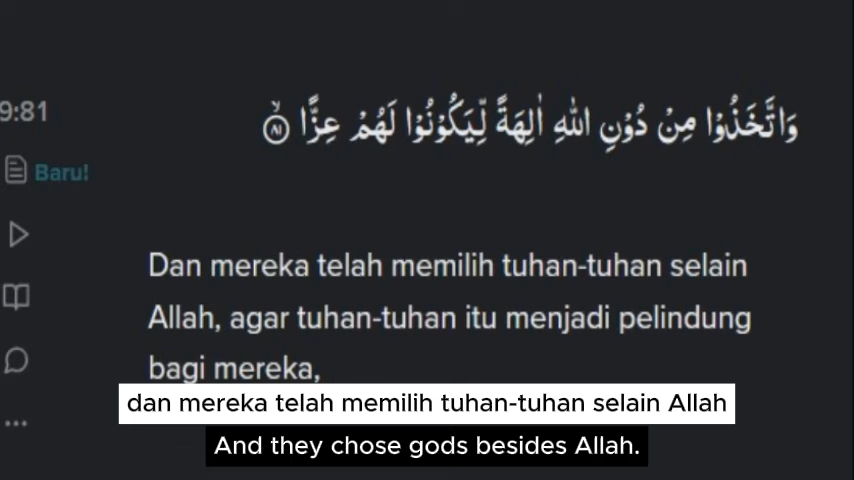 9:81
وَاتَّخَذُوْا مِنْ دُوْنِ اللّٰهِ اٰلِهَةً لِّيَكُوْنُوْا لَهُمْ عِزًّا ۙ ٨١
Baru!
Dan mereka telah memilih tuhan-tuhan selain
Allah, agar tuhan-tuhan itu menjadi pelindung
bagi mereka,
dan mereka telah memilih tuhan-tuhan selain Allah
And they chose gods besides Allah.